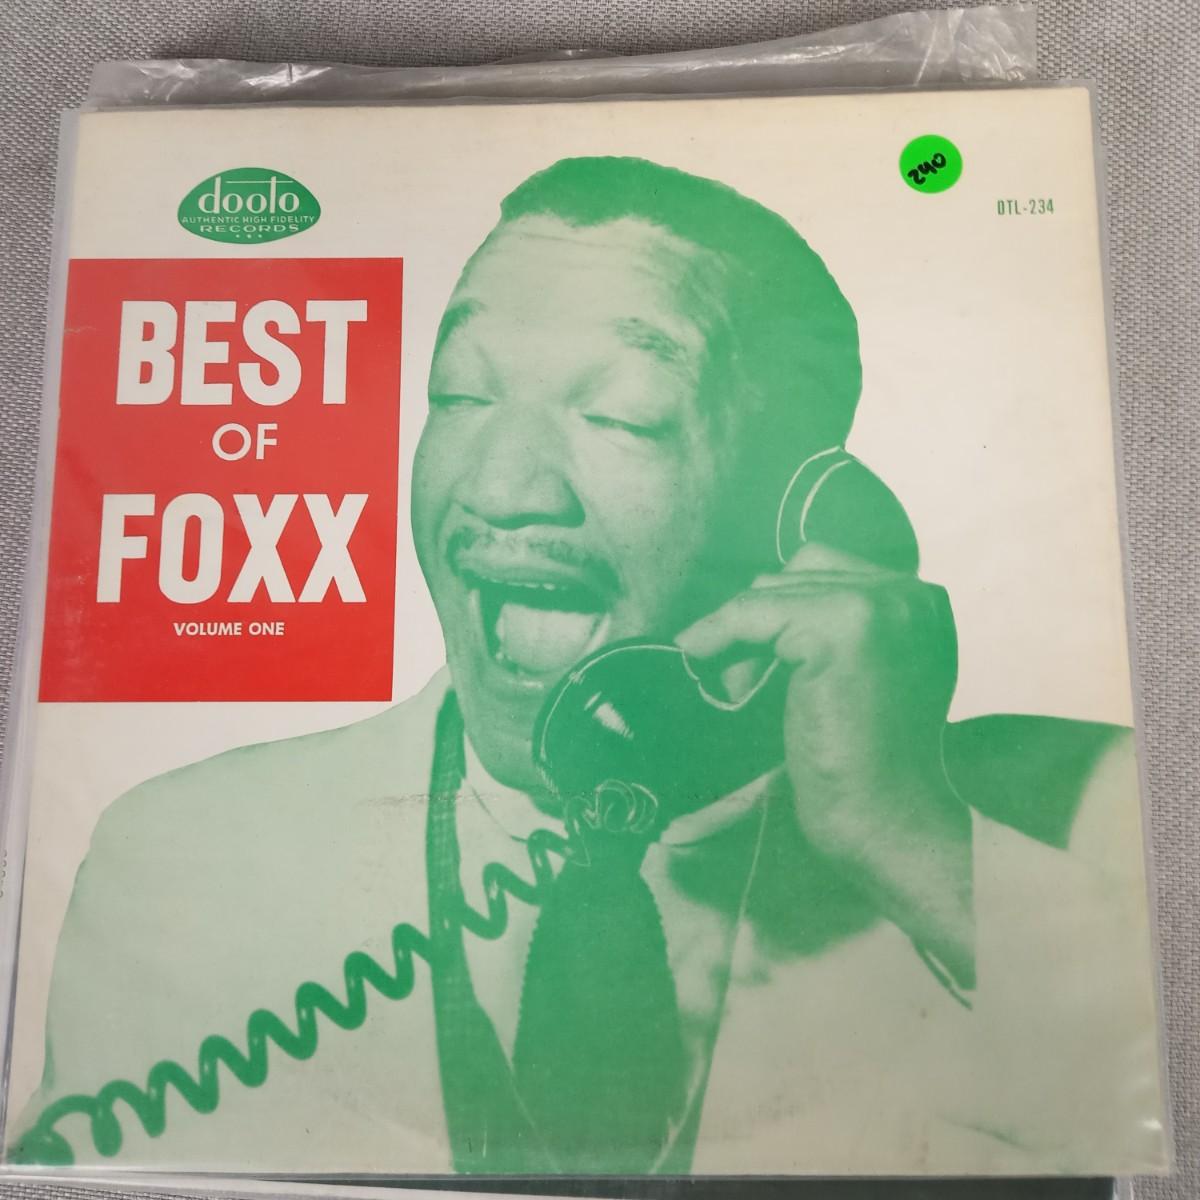 dooto
AUTHENTIC HIGH FIDELITY
RECORDS
240
DTL-234
BEST
OF
FOXX
VOLUME ONE